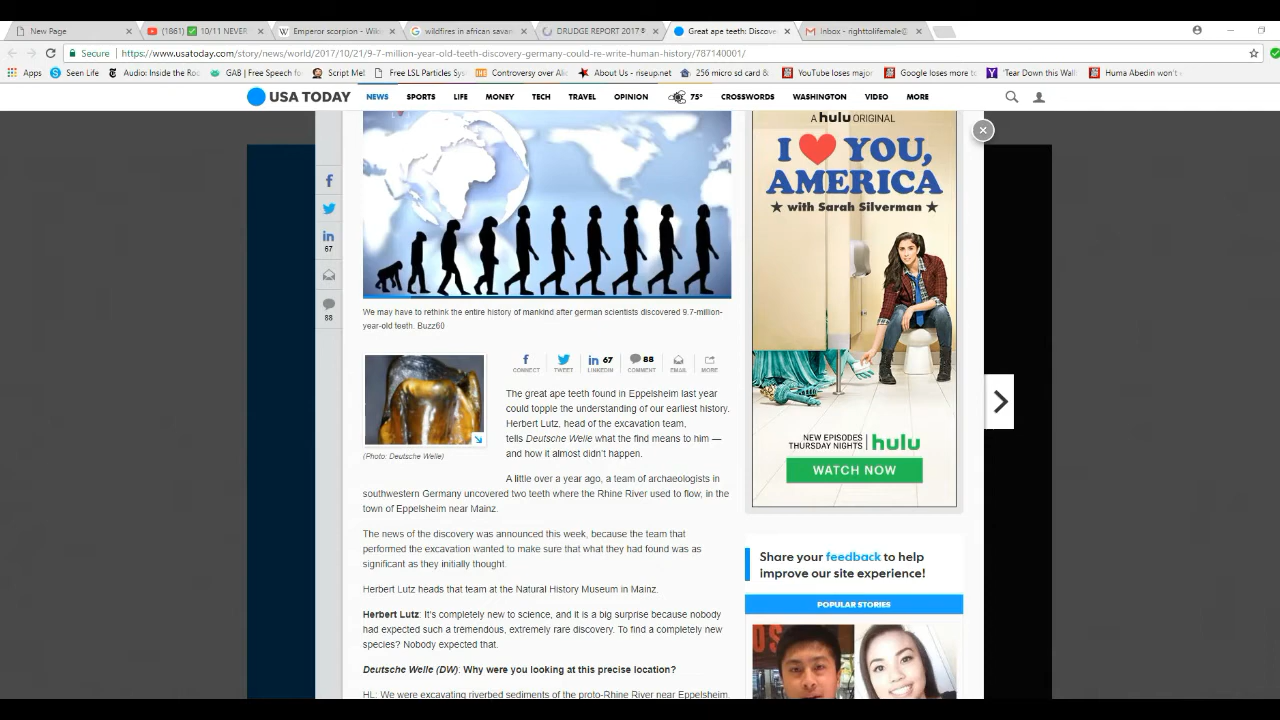 New Page
(1861) ✅ 10/11 NEVER
Emperor scorpion - Wiki
wildfires in african savan
DRUDGE REPORT 2017®
Great ape teeth: Discove
Inbox - righttolifemale@
Secure
https://www.usatoday.com/story/news/world/2017/10/21/9-7-million-year-old-teeth-discovery-germany-could-re-write-human-history/787140001/
Apps
Seen Life
Audio: Inside the Ro
GAB | Free Speech fo
Script Mel
Free LSL Particles Sys
Controversy over Ali
About Us - riseup.net
256 micro sd card &
YouTube loses major
Google loses more to
'Tear Down this Wall
Huma Abedin won't
USA TODAY
NEWS SPORTS LIFE MONEY TECH TRAVEL OPINION 75° CROSSWORDS WASHINGTON VIDEO MORE
67
88
We may have to rethink the entire history of mankind after german scientists discovered 9.7-million-
year-old teeth. Buzz60
67 88
CONNECT TWEET LINKEDIN COMMENT EMAIL MORE
(Photo: Deutsche Welle)
The great ape teeth found in Eppelsheim last year
could topple the understanding of our earliest history.
Herbert Lutz, head of the excavation team,
tells Deutsche Welle what the find means to him —
and how it almost didn't happen.
A little over a year ago, a team of archaeologists in
southwestern Germany uncovered two teeth where the Rhine River used to flow, in the
town of Eppelsheim near Mainz.
The news of the discovery was announced this week, because the team that
performed the excavation wanted to make sure that what they had found was as
significant as they initially thought.
Herbert Lutz heads that team at the Natural History Museum in Mainz.
Herbert Lutz: It's completely new to science, and it is a big surprise because nobody
had expected such a tremendous, extremely rare discovery. To find a completely new
species? Nobody expected that.
Deutsche Welle (DW): Why were you looking at this precise location?
HL: We were excavating riverbed sediments of the proto-Rhine River near Eppelsheim.
A hulu ORIGINAL
I ❤ YOU,
AMERICA
★ with Sarah Silverman ★
NEW EPISODES
THURSDAY NIGHTS
hulu
WATCH NOW
Share your feedback to help
improve our site experience!
POPULAR STORIES